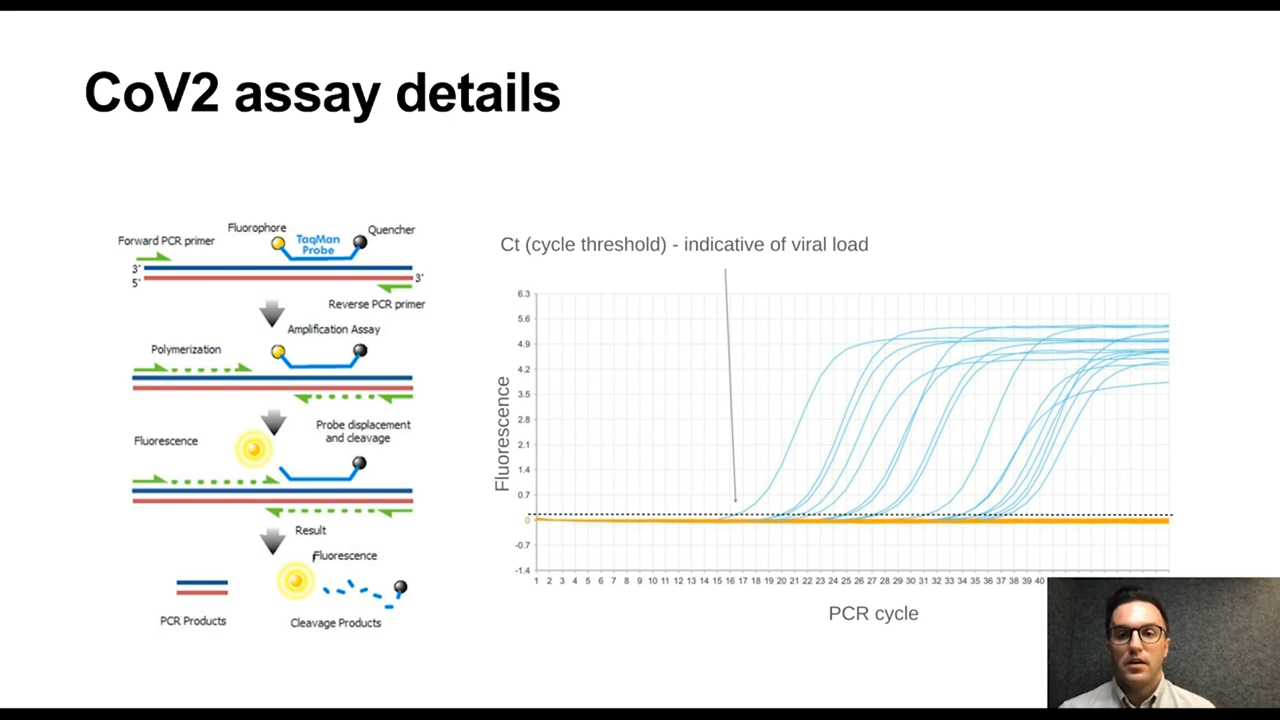 CoV2 assay details
Fluorophore
Quencher
Forward PCR primer
TaqMan
Probe
3'
5'
3'
Reverse PCR primer
Amplification Assay
Polymerization
Probe displacement
and cleavage
Fluorescence
Result
Fluorescence
PCR Products
Cleavage Products
Ct (cycle threshold) - indicative of viral load
Fluorescence
6.3
5.6
4.9
4.2
3.5
2.8
2.1
1.4
0.7
0
-0.7
-1.4
1 2 3 4 5 6 7 8 9 10 11 12 13 14 15 16 17 18 19 20 21 22 23 24 25 26 27 28 29 30 31 32 33 34 35 36 37 38 39 40
PCR cycle